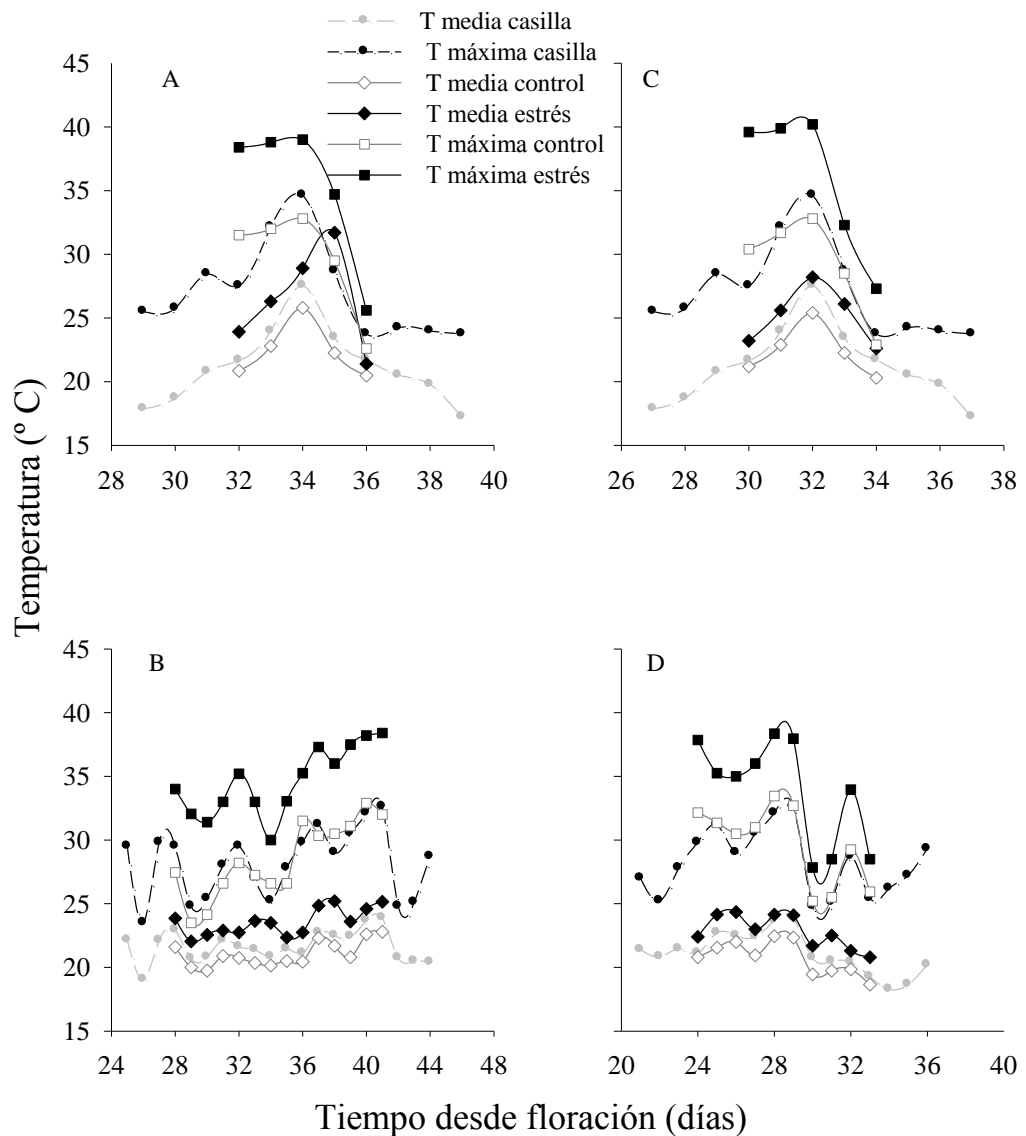 T media casilla
T máxima casilla
T media control
T media estrés
T máxima control
T máxima estrés
A
45
40
35
30
25
20
15
28 30 32 34 36 38 40
C
26 28 30 32 34 36 38
Temperatura (º C)
B
45
40
35
30
25
20
15
24 28 32 36 40 44 48
D
20 24 28 32 36 40
Tiempo desde floración (días)